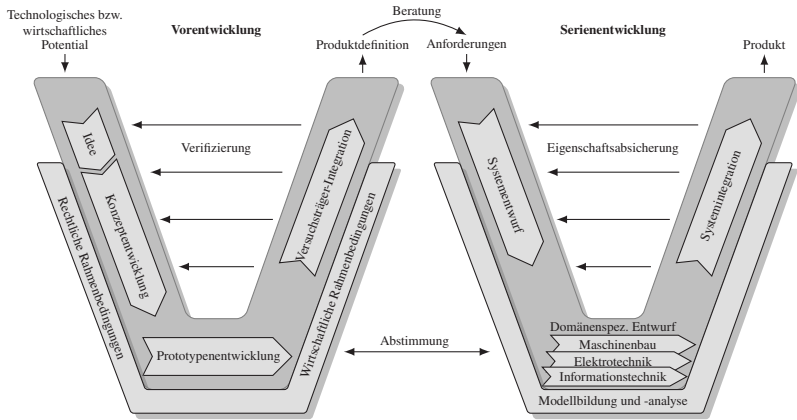 Technologisches bzw.
wirtschaftliches
Potential
Vorentwicklung
Produktdefinition
Beratung
Anforderungen
Serienentwicklung
Produkt
Idee
Konzeptentwicklung
Verifizierung
Versuchsträger-Integration
Rechtliche Rahmenbedingungen
Wirtschaftliche Rahmenbedingungen
Prototypenentwicklung
Abstimmung
Systementwurf
Eigenschaftsabsicherung
Systemintegration
Domänenspez. Entwurf
Maschinenbau
Elektrotechnik
Informationstechnik
Modellbildung und -analyse